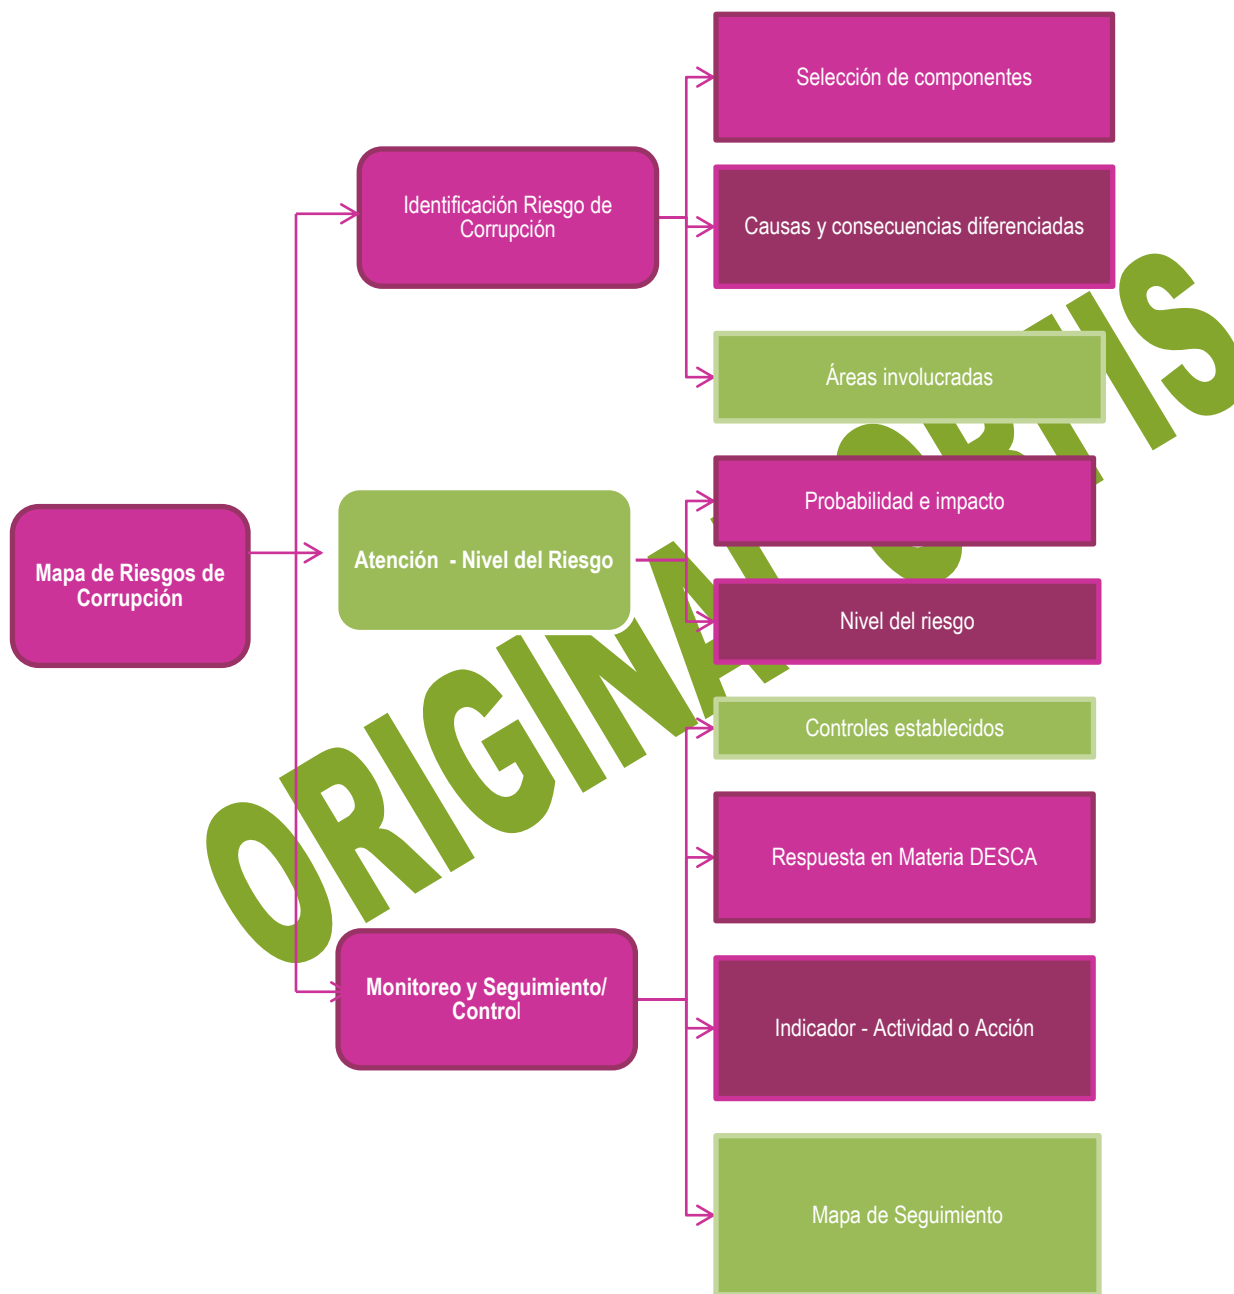 Mapa de Riesgos de
Corrupción
Identificación Riesgo de
Corrupción
Selección de componentes
Causas y consecuencias diferenciadas
Áreas involucradas
Atención - Nivel del Riesgo
Probabilidad e impacto
Nivel del riesgo
Monitoreo y Seguimiento/
Control
Controles establecidos
Respuesta en Materia DESCA
Indicador - Actividad o Acción
Mapa de Seguimiento
ORIGINAL